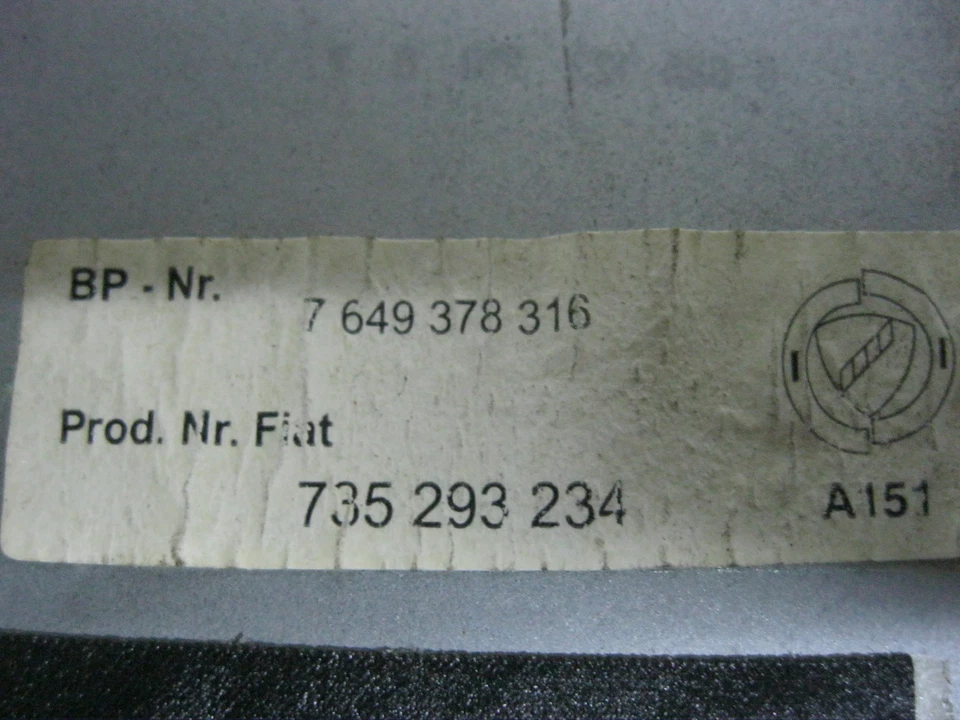 BP - Nr.
7 649 378 316
Prod. Nr. Fiat
735 293 234
A151